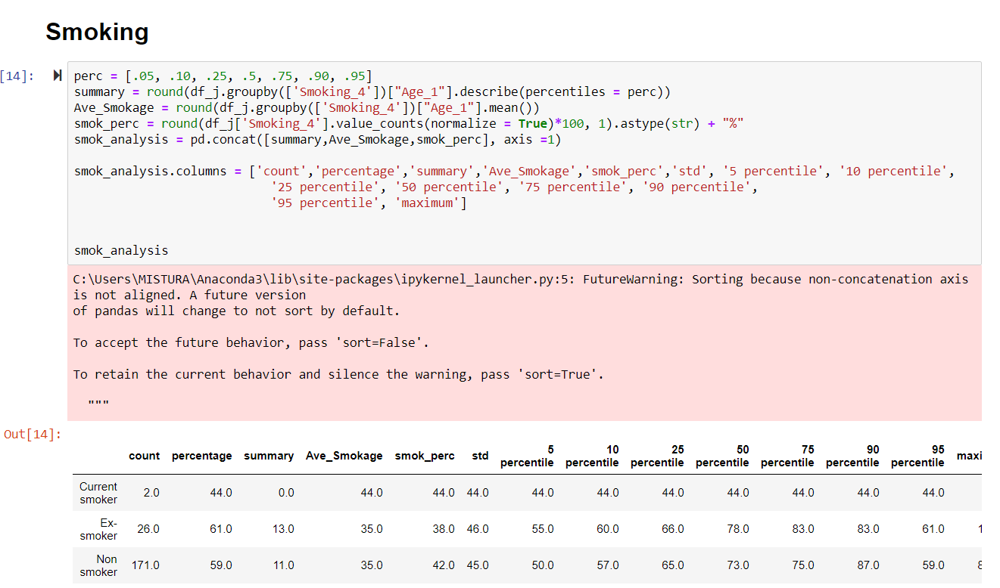 Smoking
[14]:
perc = [.05, .10, .25, .5, .75, .90, .95]
summary = round(df_j.groupby(['Smoking_4'])["Age_1"].describe(percentiles = perc))
Ave_Smokage = round(df_j.groupby(['Smoking_4'])["Age_1"].mean())
smok_perc = round(df_j['Smoking_4'].value_counts(normalize = True)*100, 1).astype(str) + "%"
smok_analysis = pd.concat([summary,Ave_Smokage,smok_perc], axis =1)
smok_analysis.columns = ['count','percentage','summary','Ave_Smokage','smok_perc','std', '5 percentile', '10 percentile',
'25 percentile', '50 percentile', '75 percentile', '90 percentile',
'95 percentile', 'maximum']
smok_analysis
C:\Users\MISTURA\Anaconda3\lib\site-packages\ipykernel_launcher.py:5: FutureWarning: Sorting because non-concatenation axis
is not aligned. A future version
of pandas will change to not sort by default.
To accept the future behavior, pass 'sort=False'.
To retain the current behavior and silence the warning, pass 'sort=True'.
"""
Out[14]:
count percentage summary Ave_Smokage smok_perc std 5 percentile 10 percentile 25 percentile 50 percentile 75 percentile 90 percentile 95 percentile maxi
Current smoker 2.0 44.0 0.0 44.0 44.0 44.0 44.0 44.0 44.0 44.0 44.0 44.0 44.0
Ex-smoker 26.0 61.0 13.0 35.0 38.0 46.0 55.0 60.0 66.0 78.0 83.0 83.0 61.0 1
Non smoker 171.0 59.0 11.0 35.0 42.0 45.0 50.0 57.0 65.0 73.0 75.0 87.0 59.0